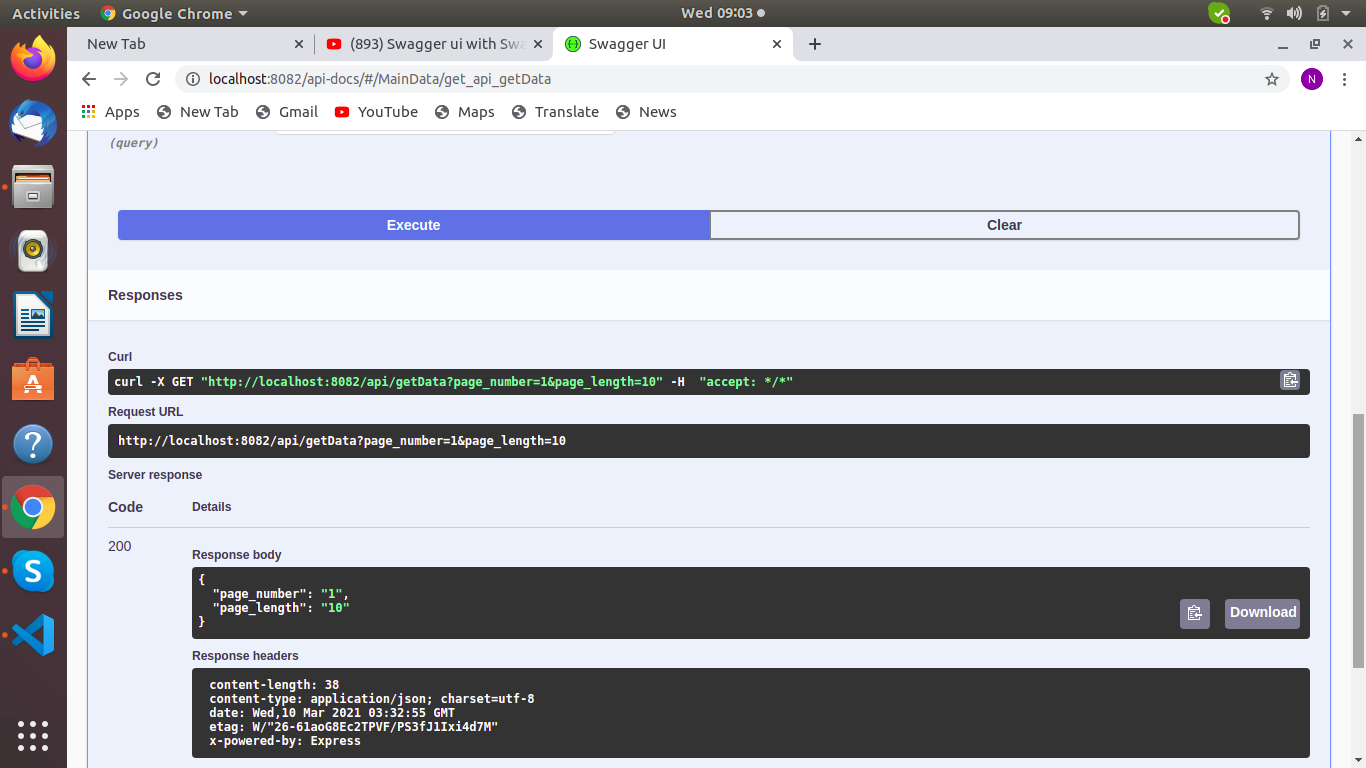 Activities Google Chrome Wed 09:03
New Tab (893) Swagger ui with Swa Swagger UI
localhost:8082/api-docs/#/MainData/get_api_getData N
Apps New Tab Gmail YouTube Maps Translate News
(query)
Execute Clear
Responses
Curl
curl -X GET "http://localhost:8082/api/getData?page_number=1&page_length=10" -H  "accept: */*"
Request URL
http://localhost:8082/api/getData?page_number=1&page_length=10
Server response
Code Details
200
Response body
{
"page_number": "1",
"page_length": "10"
}
Download
Response headers
content-length: 38
content-type: application/json; charset=utf-8
date: Wed,10 Mar 2021 03:32:55 GMT
etag: W/"26-61aoG8Ec2TPVF/PS3fJ1Ixi4d7M"
x-powered-by: Express